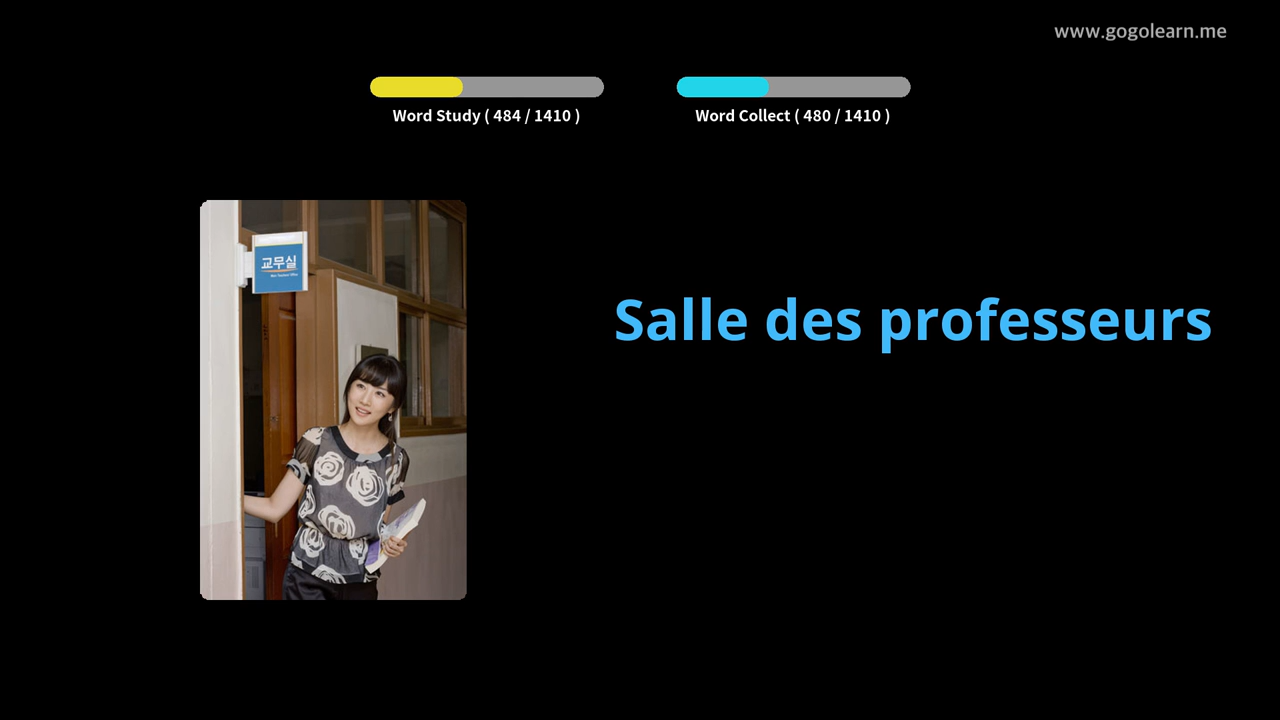 www.gogolearn.me
Word Study ( 484 / 1410 )
Word Collect ( 480 / 1410 )
교무실
Salle des professeurs